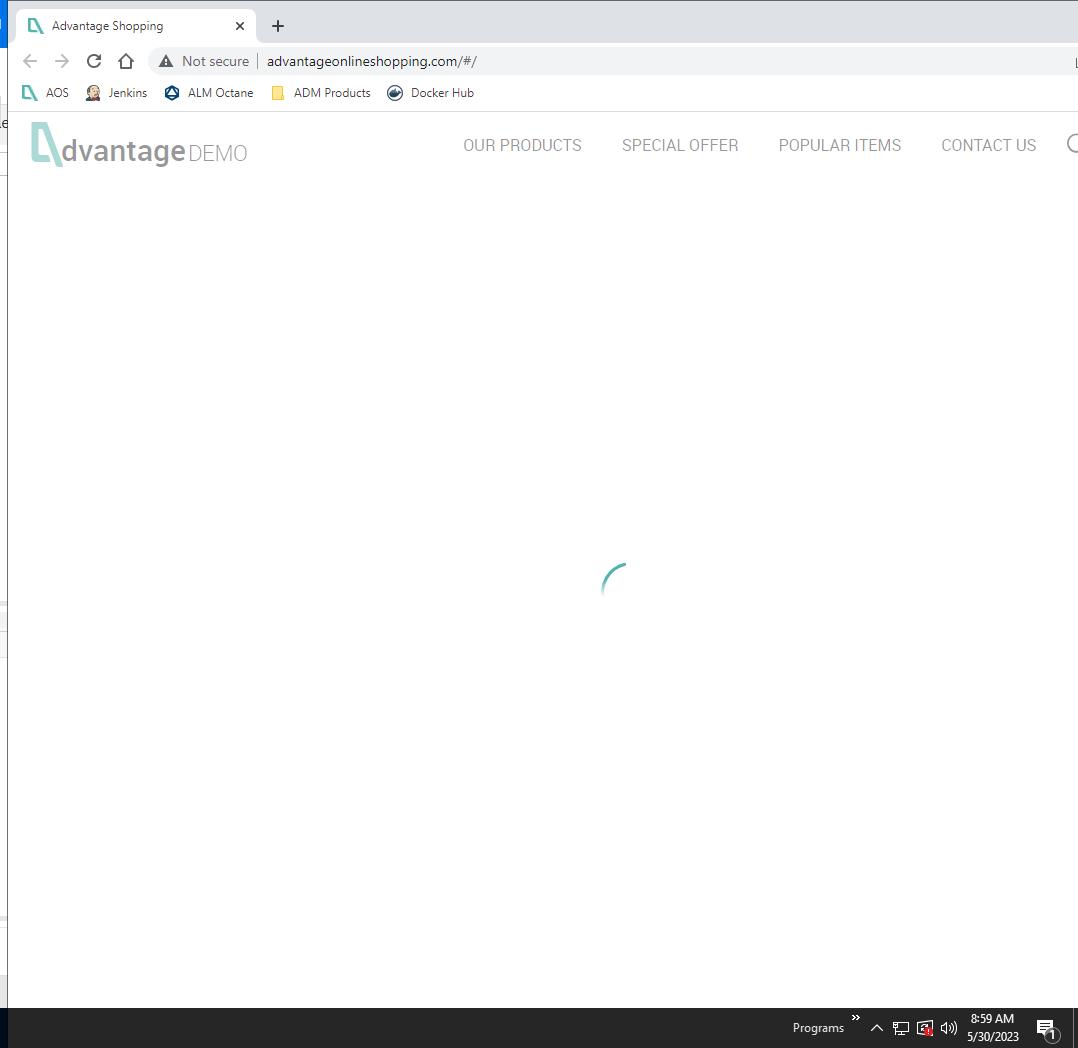 Advantage Shopping
Not secure advantageonlineshopping.com/#/
AOS Jenkins ALM Octane ADM Products Docker Hub
dvantage DEMO OUR PRODUCTS SPECIAL OFFER POPULAR ITEMS CONTACT US
Programs
8:59 AM
5/30/2023
1